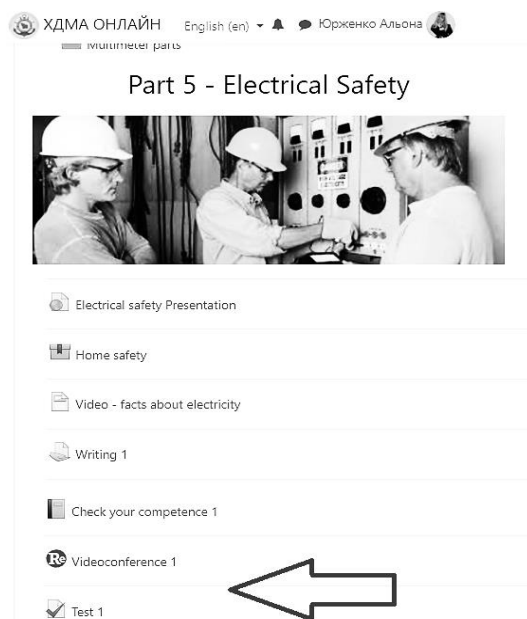 ХДМА ОНЛАЙН English (en) Юрженко Альона
Multimeter parts
Part 5 - Electrical Safety
Electrical safety Presentation
Home safety
Video - facts about electricity
Writing 1
Check your competence 1
Re Videoconference 1
Test 1